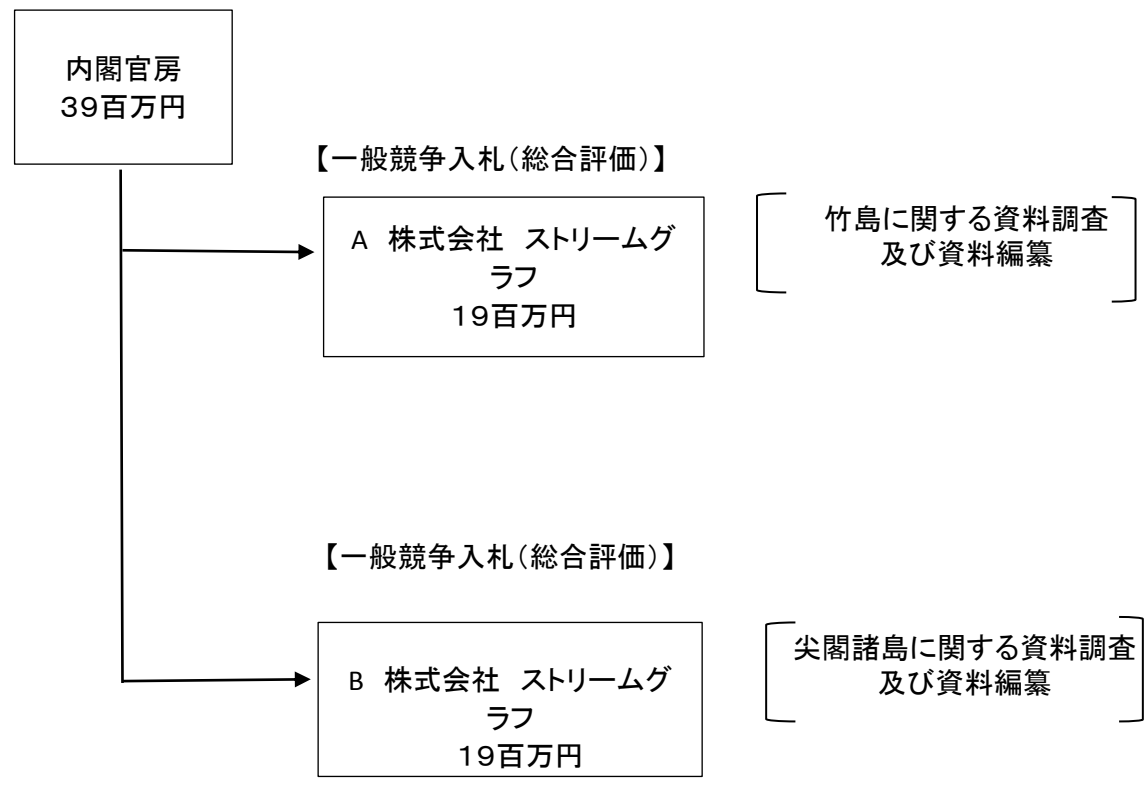 内閣官房
39百万円
【一般競争入札(総合評価)】
A 株式会社 ストリームグ
ラフ
19百万円
竹島に関する資料調査
及び資料編纂
【一般競争入札(総合評価)】
B 株式会社 ストリームグ
ラフ
19百万円
尖閣諸島に関する資料調査
及び資料編纂